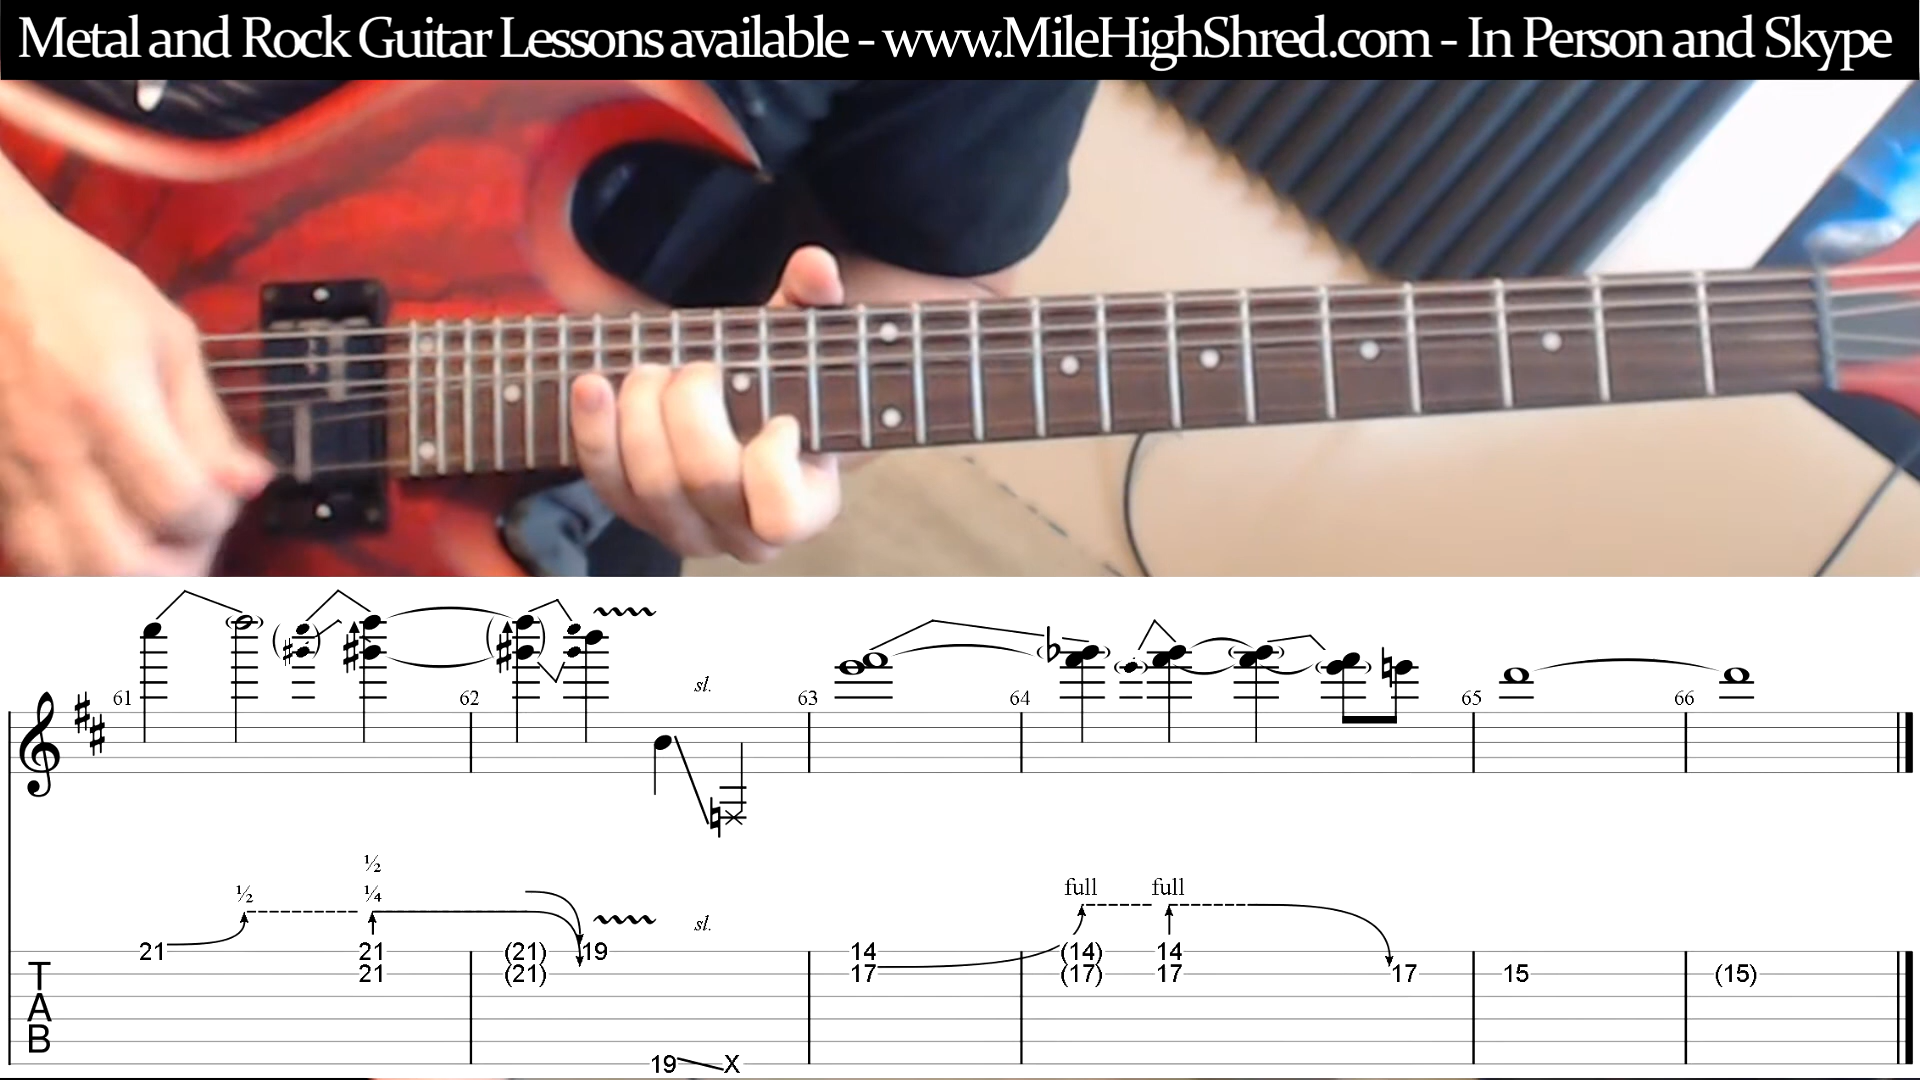 Metal and Rock Guitar Lessons available - www.MileHighShred.com - In Person and Skype
sl.
61 62 63 64 65 66
½
½ ¼ full full
sl.
21 21 (21) 19 14 (14) 14
21 (21) 17 (17) 17 17 15 (15)
T
A
B
19 X